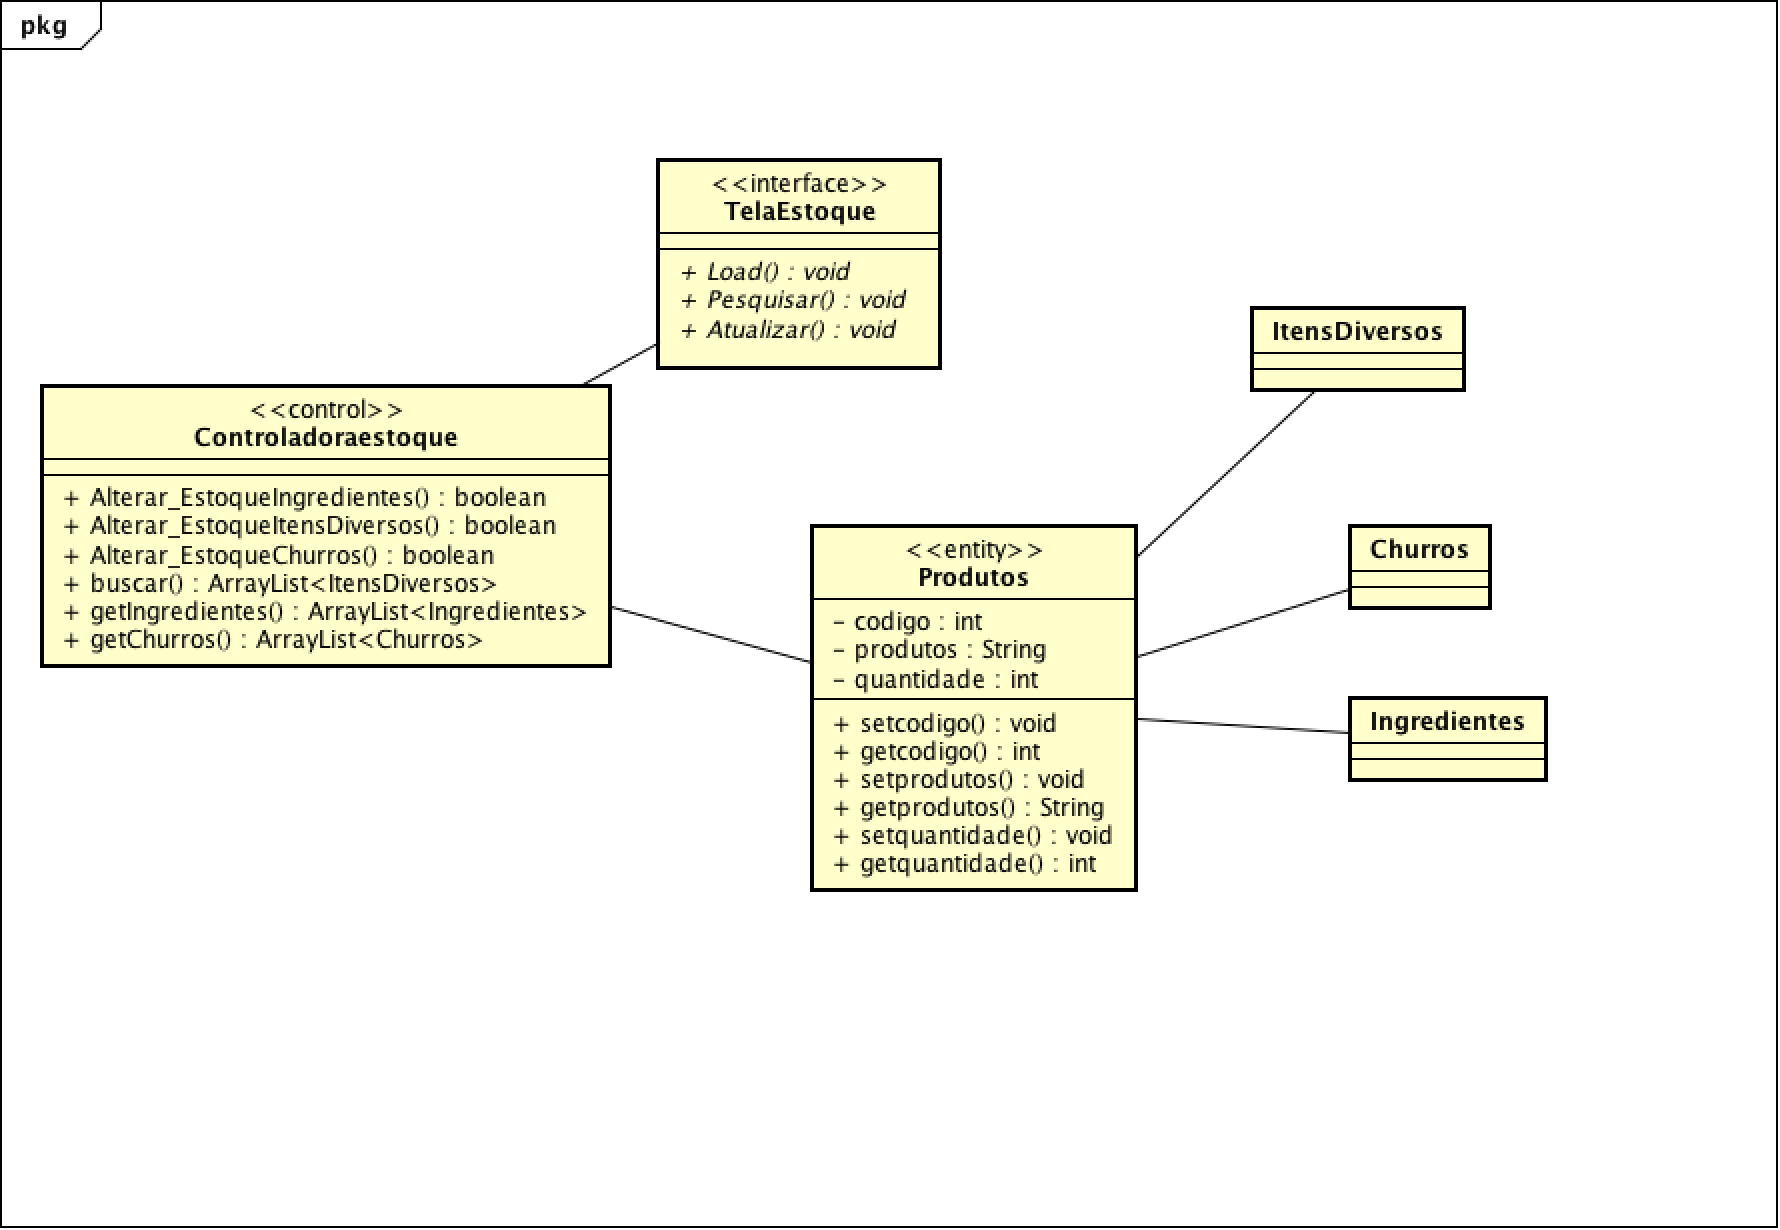 pkg
<<interface>>
TelaEstoque
+ Load() : void
+ Pesquisar() : void
+ Atualizar() : void
<<control>>
Controladoraestoque
+ Alterar_EstoqueIngredientes() : boolean
+ Alterar_EstoqueItensDiversos() : boolean
+ Alterar_EstoqueChurros() : boolean
+ buscar() : ArrayList<ItensDiversos>
+ getIngredientes() : ArrayList<Ingredientes>
+ getChurros() : ArrayList<Churros>
<<entity>>
Produtos
- codigo : int
- produtos : String
- quantidade : int
+ setcodigo() : void
+ getcodigo() : int
+ setprodutos() : void
+ getprodutos() : String
+ setquantidade() : void
+ getquantidade() : int
ItensDiversos
Churros
Ingredientes